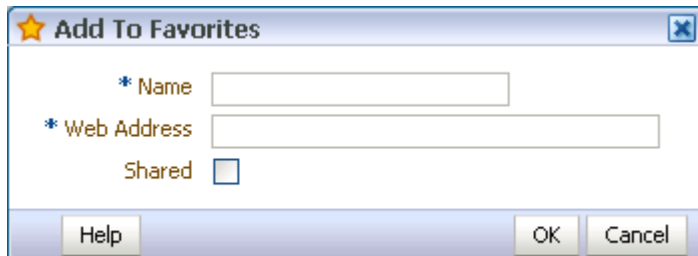 Add To Favorites
* Name
* Web Address
Shared
Help OK Cancel